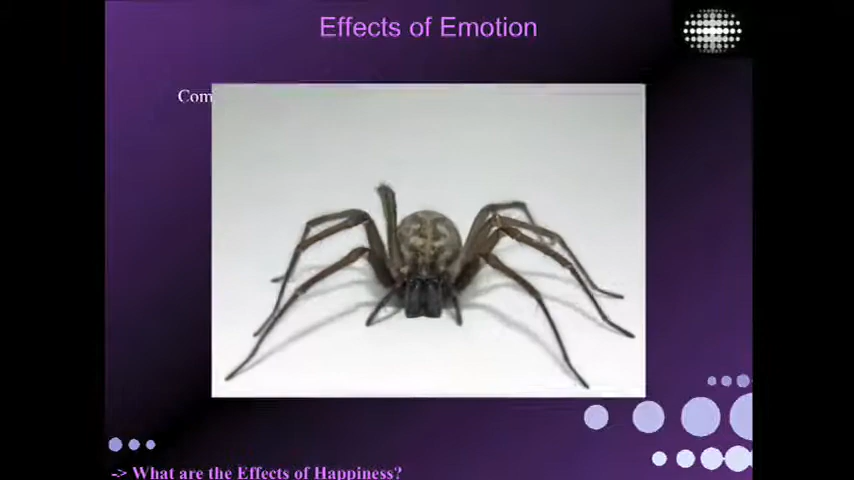 Effects of Emotion
Com
-> What are the Effects of Happiness?